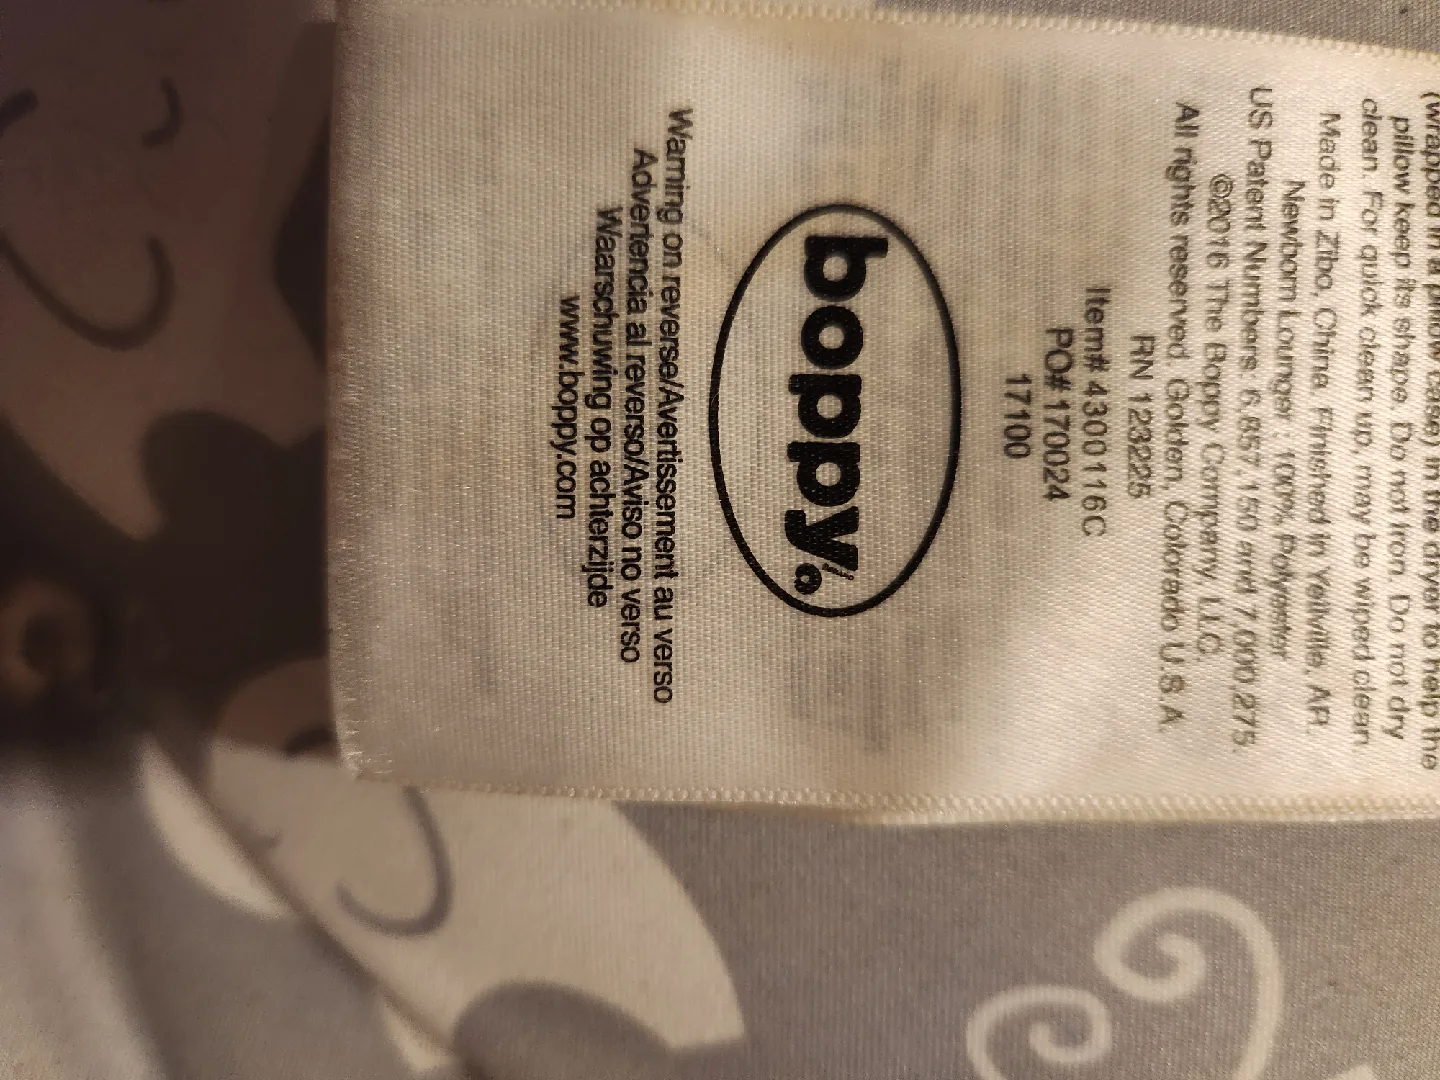 (wrapped in a pillow case) in the dryer to help the
pillow keep its shape. Do not iron. Do not dry
clean. For quick clean up, may be wiped clean.
Made in Zibo, China. Finished in Yellville, AR.
Newborn Lounger : 100% Polyester
US Patent Numbers: 6,857,150 and 7,000,275.
©2016 The Boppy Company, LLC.
All rights reserved. Golden, Colorado U.S.A.
RN 123225
Item# 4300116C
PO# 170024
17100
boppy®
Warning on reverse/Avertissement au verso
Advertencia al reverso/Aviso no verso
Waarschuwing op achterzijde
www.boppy.com